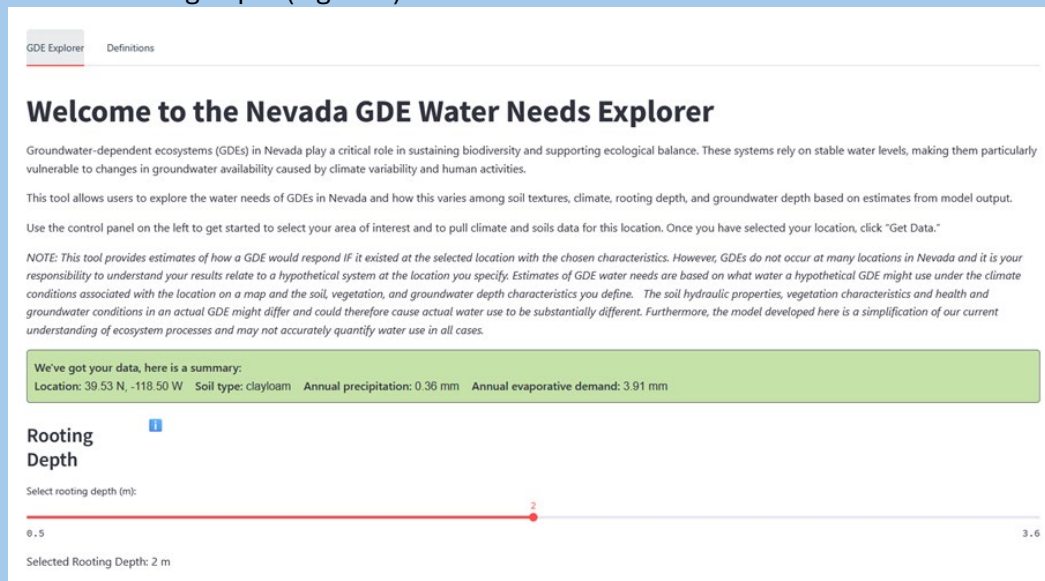 GDE Explorer Definitions
Welcome to the Nevada GDE Water Needs Explorer
Groundwater-dependent ecosystems (GDEs) in Nevada play a critical role in sustaining biodiversity and supporting ecological balance. These systems rely on stable water levels, making them particularly
vulnerable to changes in groundwater availability caused by climate variability and human activities.
This tool allows users to explore the water needs of GDEs in Nevada and how this varies among soil textures, climate, rooting depth, and groundwater depth based on estimates from model output.
Use the control panel on the left to get started to select your area of interest and to pull climate and soils data for this location. Once you have selected your location, click "Get Data."
NOTE: This tool provides estimates of how a GDE would respond IF it existed at the selected location with the chosen characteristics. However, GDEs do not occur at many locations in Nevada and it is your
responsibility to understand your results relate to a hypothetical system at the location you specify. Estimates of GDE water needs are based on what water a hypothetical GDE might use under the climate
conditions associated with the location on a map and the soil, vegetation, and groundwater depth characteristics you define. The soil hydraulic properties, vegetation characteristics and health and
groundwater conditions in an actual GDE might differ and could therefore cause actual water use to be substantially different. Furthermore, the model developed here is a simplification of our current
understanding of ecosystem processes and may not accurately quantify water use in all cases.
We've got your data, here is a summary:
Location: 39.53 N, -118.50 W Soil type: clayloam Annual precipitation: 0.36 mm Annual evaporative demand: 3.91 mm
Rooting
Depth
i
Select rooting depth (m):
2
0.5 3.6
Selected Rooting Depth: 2 m